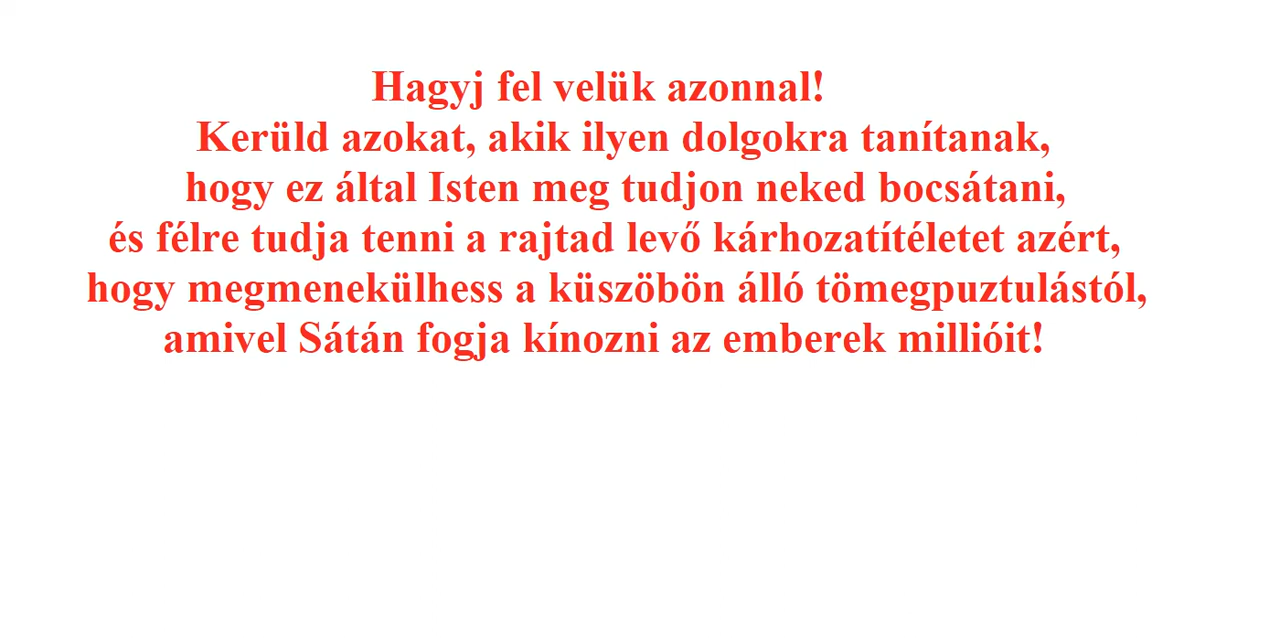 Hagyj fel velük azonnal!
Kerüld azokat, akik ilyen dolgokra tanítanak,
hogy ez által Isten meg tudjon neked bocsátani,
és félre tudja tenni a rajtad levő kárhozatítéletet azért,
hogy megmenekülhess a küszöbön álló tömegpuztulástól,
amivel Sátán fogja kínozni az emberek millióit!